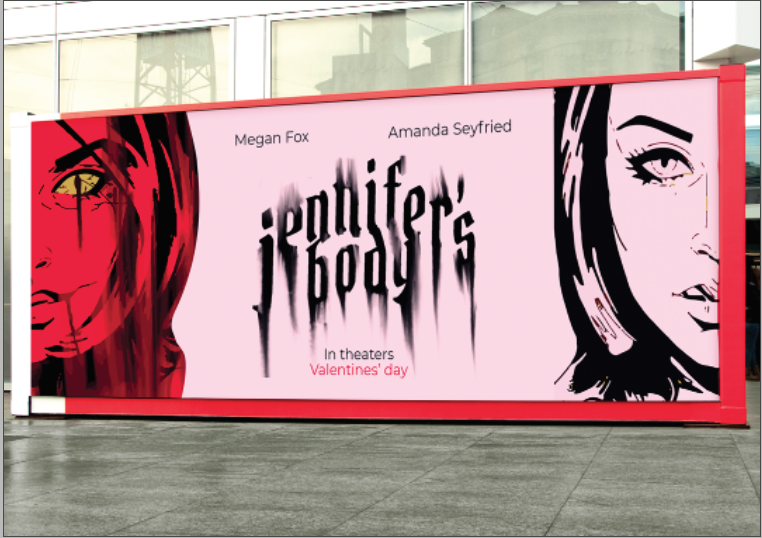 Megan Fox
Amanda Seyfried
jennifer's
body
In theaters
Valentines' day